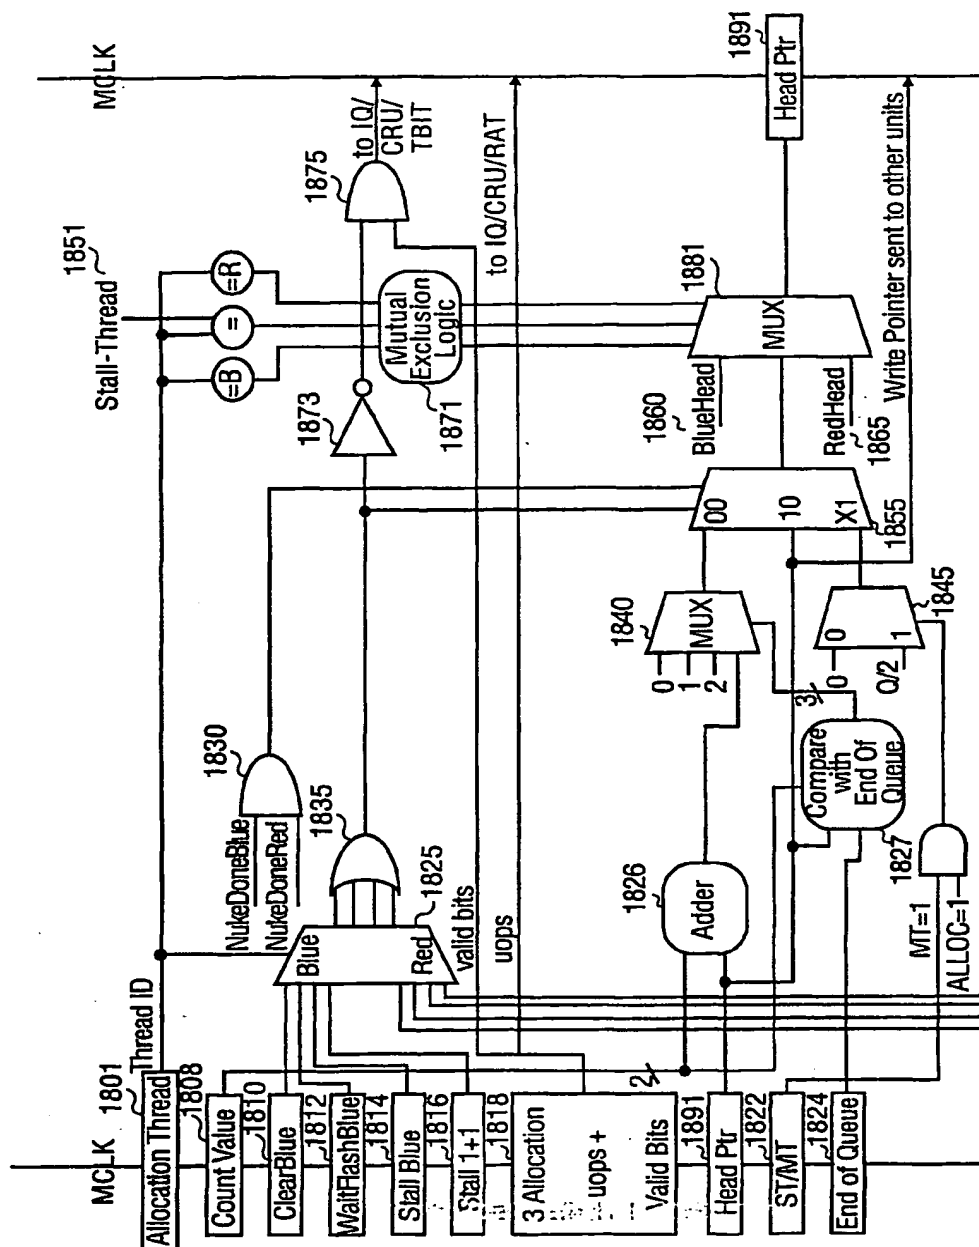 MCLK
1801
Allocation Thread
Thread ID
1808
Count Value
1810
ClearBlue
1812
WaitFlashBlue
1814
Stall Blue
1816
Stall 1+1
1818
3 Allocation
uops +
Valid Bits
1891
Head Ptr
1822
ST/MT
1824
End of Queue
2
NukeDoneBlue
NukeDoneRed
1830
1835
Blue
Red
1825
valid bits
uops
1826
Adder
Compare
with
End Of
Queue
1827
MT=1
ALLOC=1
3
1840
0
1
2
MUX
0
Q/2
0
1
1845
00
10
X1
1855
1873
Stall-Thread
1851
=B
=
=R
Mutual
Exclusion
Logic
1871
1875
to IQ/
CRU/
TBIT
to IQ/CRU/RAT
1860
BlueHead
RedHead
1865
MUX
1881
Write Pointer sent to other units
MCLK
1891
Head Ptr